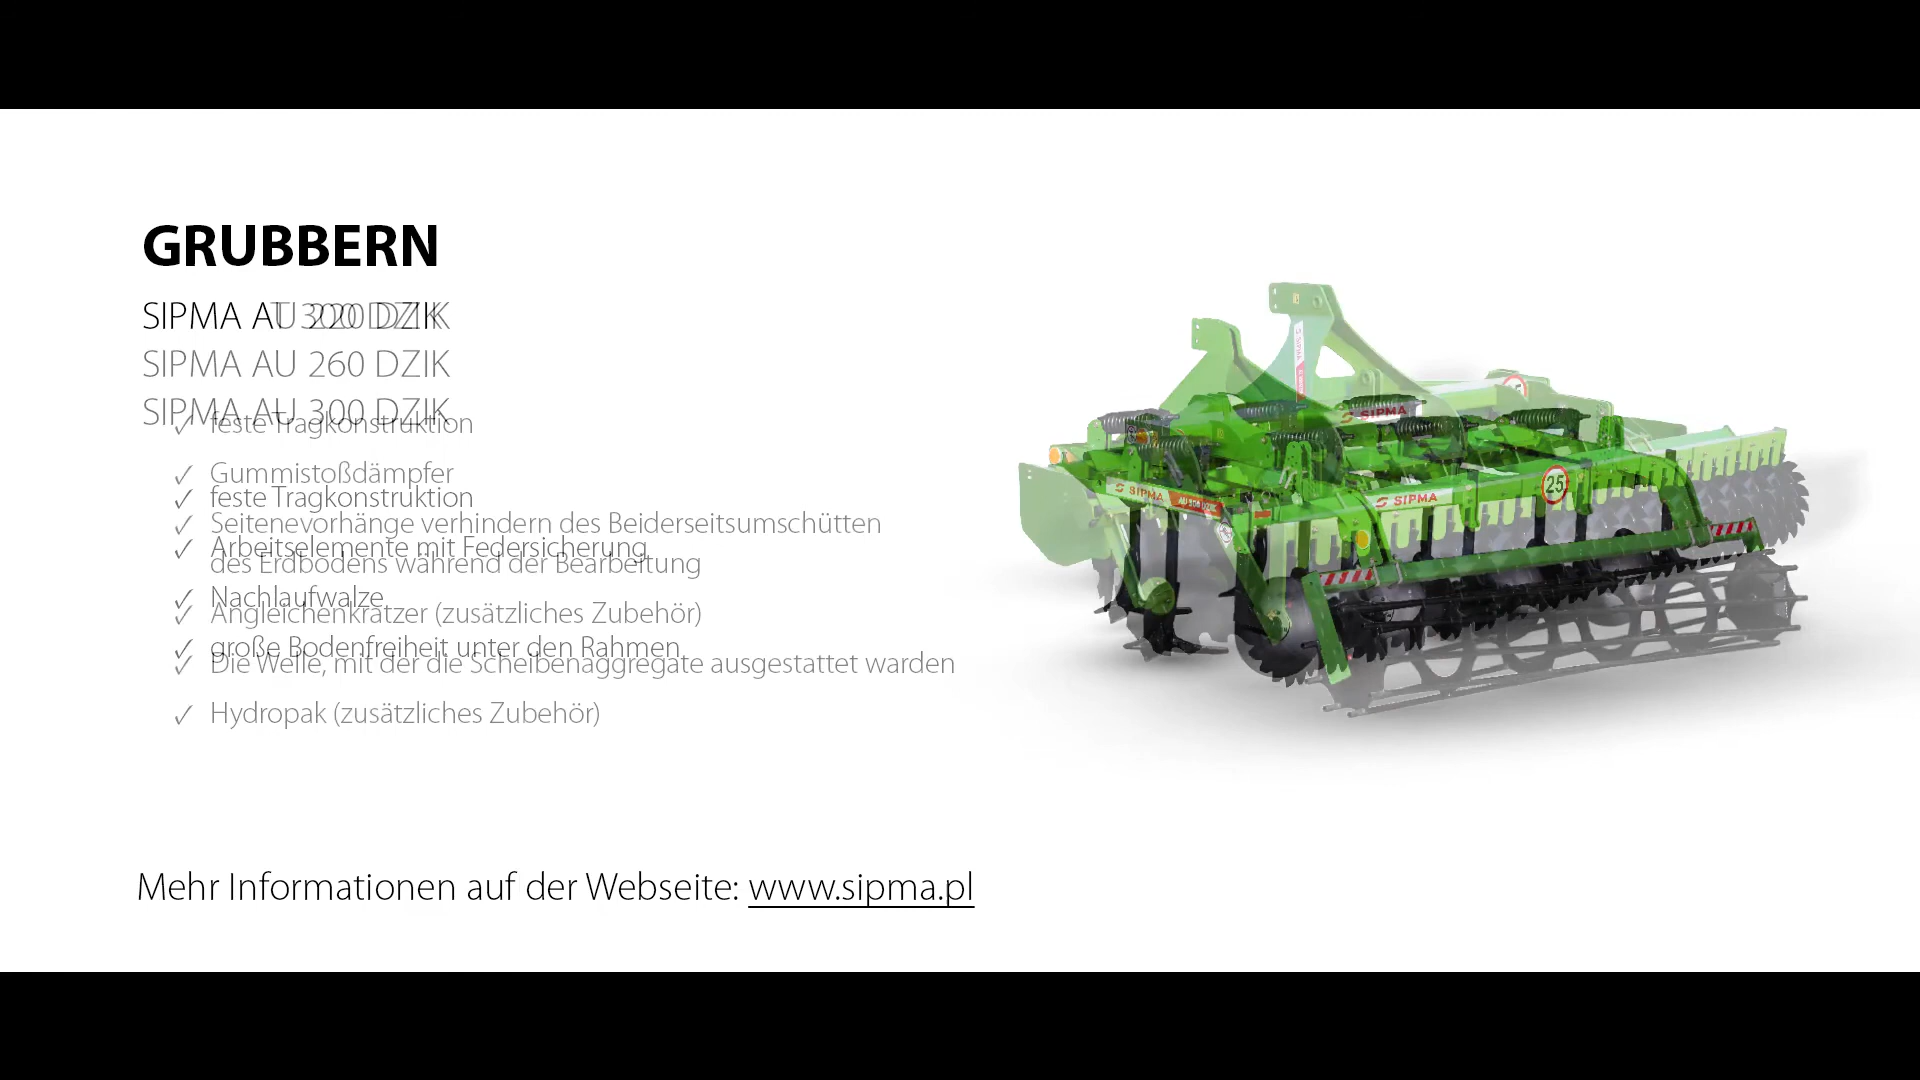 GRUBBERN
SIPMA AU 220 DZIK
SIPMA AU 260 DZIK
SIPMA AU 300 DZIK
✓ feste Tragkonstruktion
✓ Gummistoßdämpfer
✓ feste Tragkonstruktion
✓ Seitenevorhänge verhindern des Beiderseitsumschütten
✓ Arbeitselemente mit Federsicherung
des Erdbodens während der Bearbeitung
✓ Nachlaufwalze
✓ Angleichenkratzer (zusätzliches Zubehör)
✓ große Bodenfreiheit unter den Rahmen
✓ Die Welle, mit der die Scheibenaggregate ausgestattet warden
✓ Hydropak (zusätzliches Zubehör)
Mehr Informationen auf der Webseite: www.sipma.pl
SIPMA
SIPMA
SIPMA
25